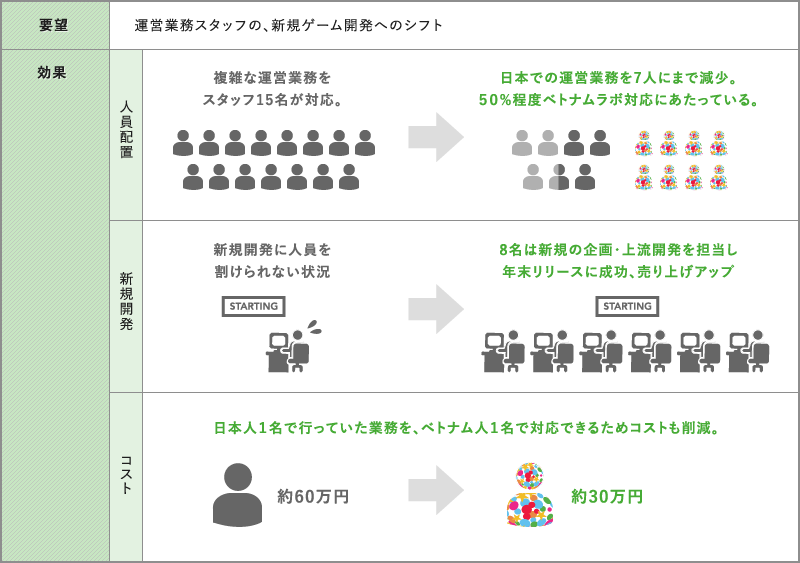 要望
運営業務スタッフの、新規ゲーム開発へのシフト
効果
人員配置
複雑な運営業務を
スタッフ15名が対応。
日本での運営業務を7人にまで減少。
50%程度ベトナムラボ対応にあたっている。
新規開発
新規開発に人員を
割けられない状況
STARTING
8名は新規の企画・上流開発を担当し
年末リリースに成功、売り上げアップ
STARTING
コスト
日本人1名で行っていた業務を、ベトナム人1名で対応できるためコストも削減。
約60万円
約30万円